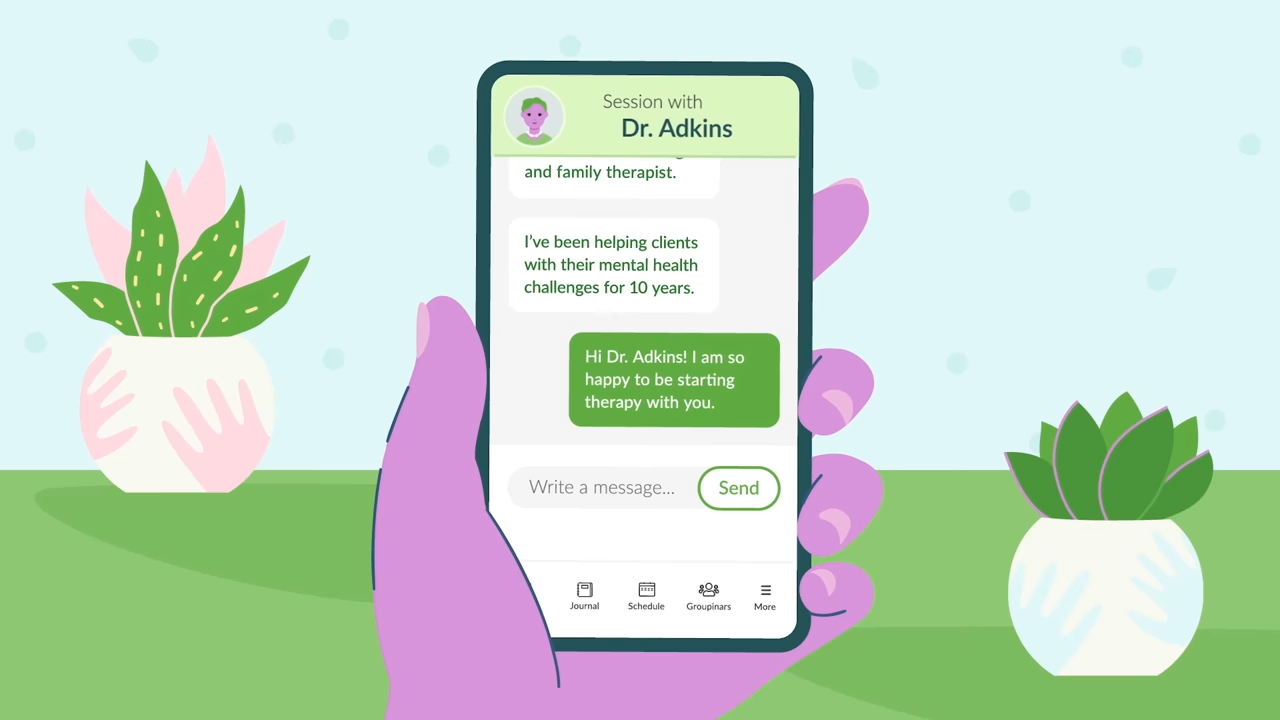 Session with
Dr. Adkins
and family therapist.
I've been helping clients
with their mental health
challenges for 10 years.
Hi Dr. Adkins! I am so
happy to be starting
therapy with you.
Write a message...
Send
Journal
Schedule
Groupinars
More